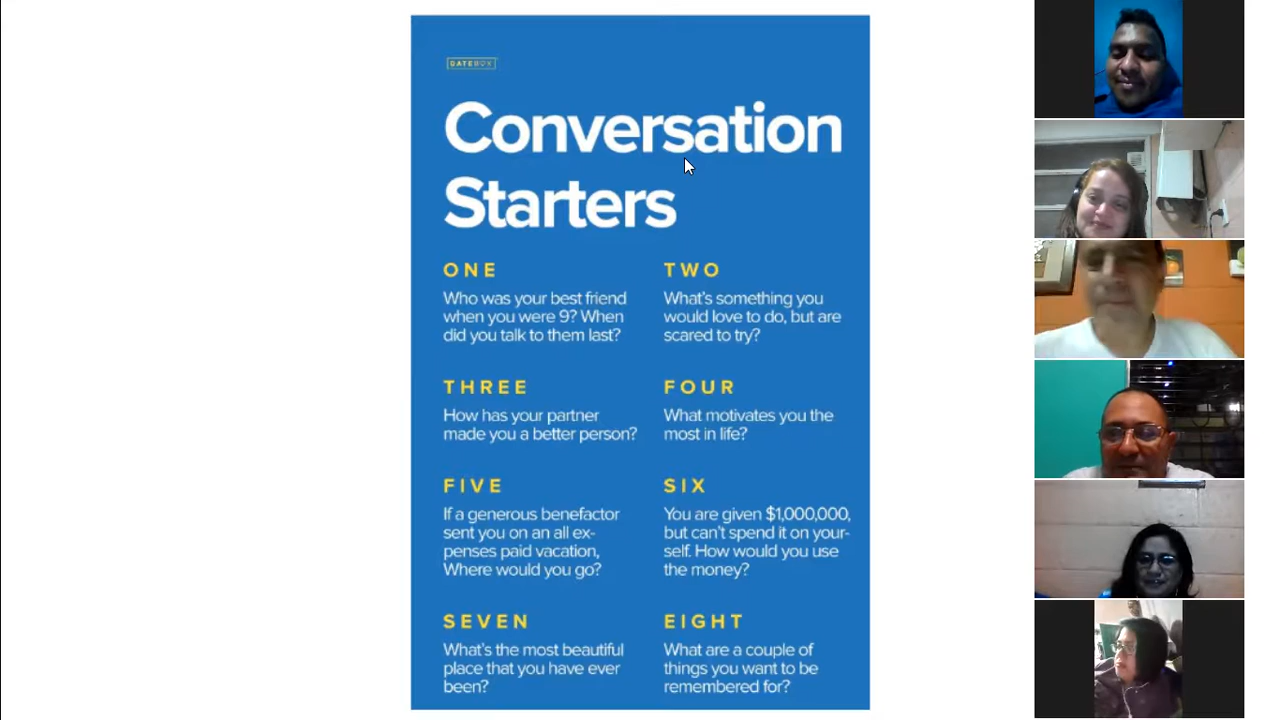 DATEBOX
Conversation
Starters
ONE
Who was your best friend
when you were 9? When
did you talk to them last?
TWO
What's something you
would love to do, but are
scared to try?
THREE
How has your partner
made you a better person?
FOUR
What motivates you the
most in life?
FIVE
If a generous benefactor
sent you on an all ex-
penses paid vacation,
Where would you go?
SIX
You are given $1,000,000,
but can't spend it on your-
self. How would you use
the money?
SEVEN
What's the most beautiful
place that you have ever
been?
EIGHT
What are a couple of
things you want to be
remembered for?